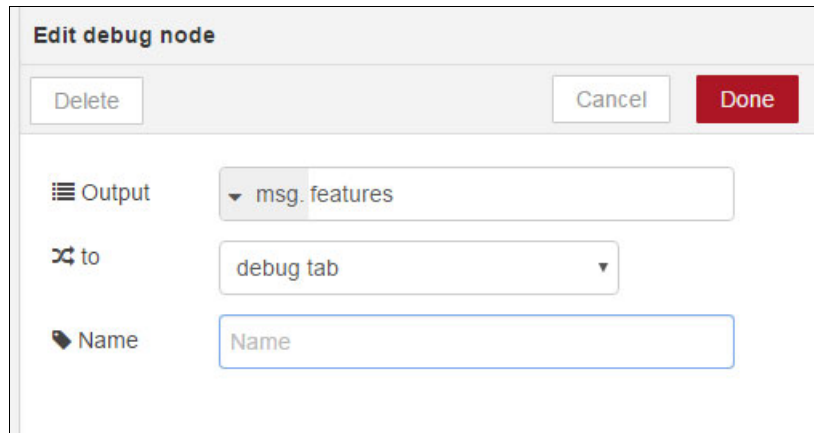 Edit debug node
Delete Cancel Done
Output msg. features
to debug tab
Name Name